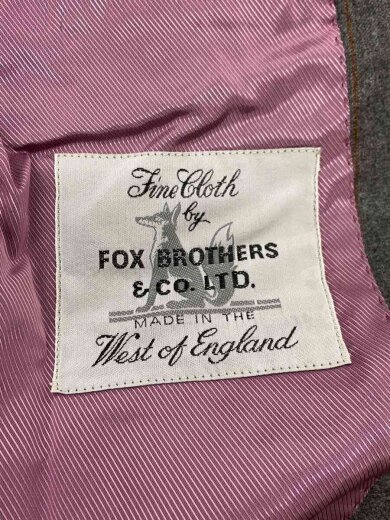 Fine Cloth
by
FOX BROTHERS
& CO. LTD.
MADE IN THE
West of England